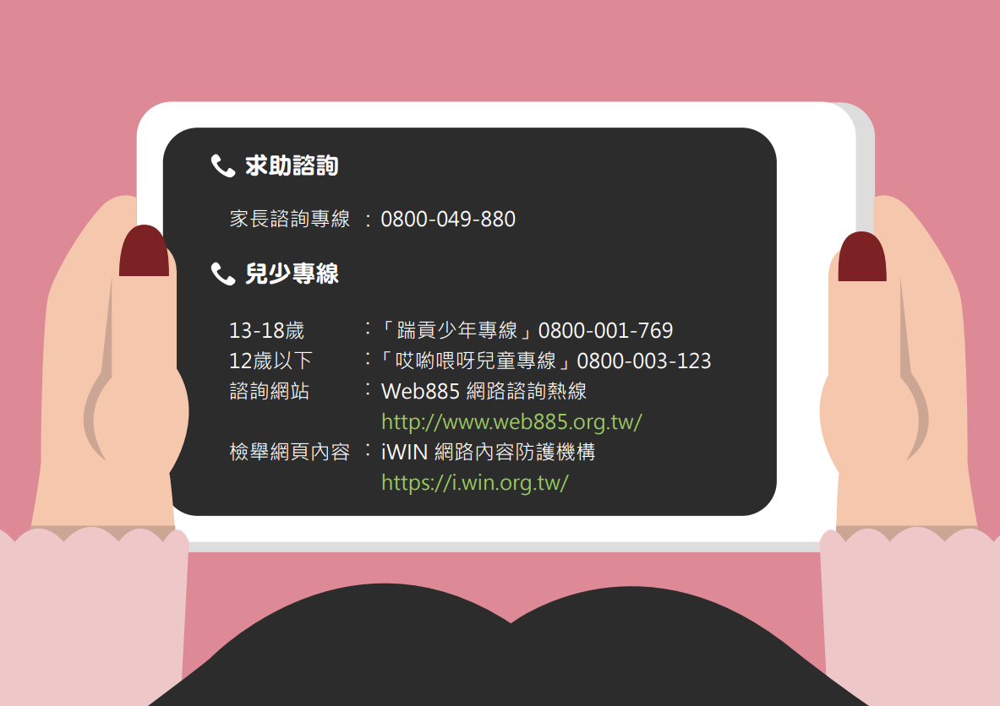 求助諮詢
家長諮詢專線 : 0800-049-880
兒少專線
13-18歲 :「踹貢少年專線」0800-001-769
12歲以下 :「哎喲喂呀兒童專線」0800-003-123
諮詢網站 : Web885 網路諮詢熱線
http://www.web885.org.tw/
檢舉網頁內容 : iWIN 網路內容防護機構
https://i.win.org.tw/